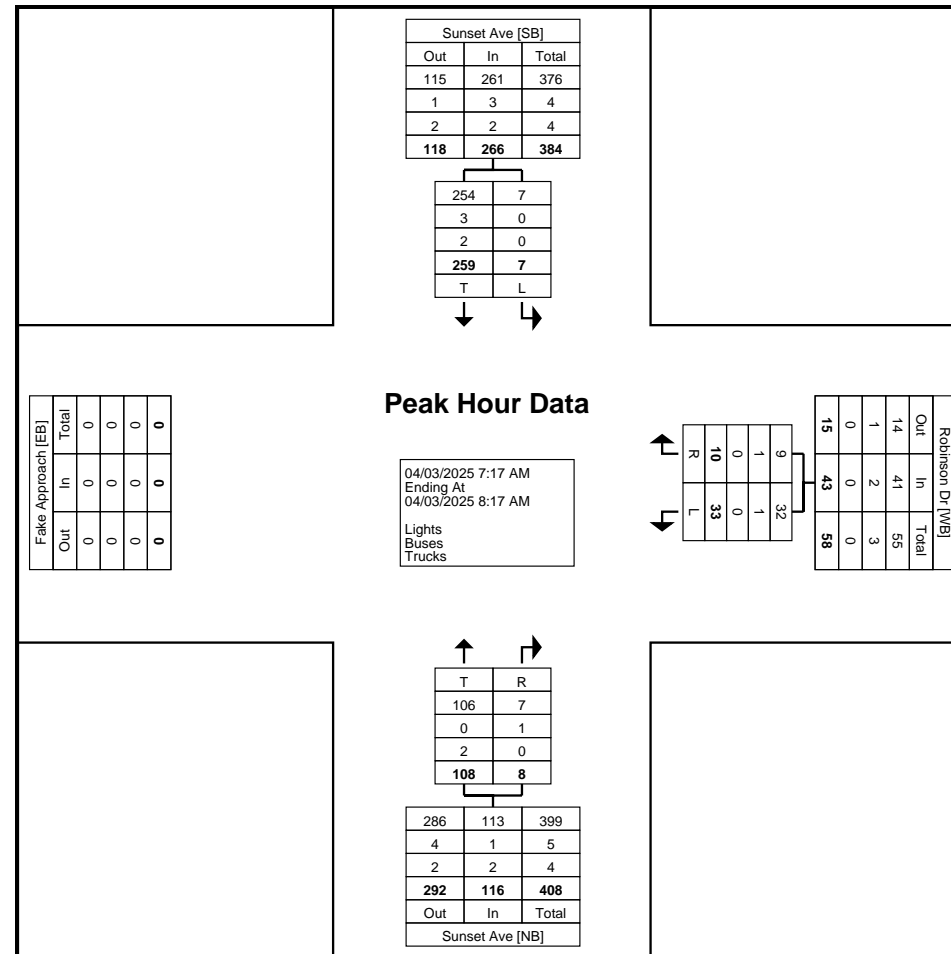 Sunset Ave [SB]
Out In Total
115 261 376
1 3 4
2 2 4
118 266 384
254 7
3 0
2 0
259 7
T L
Peak Hour Data
04/03/2025 7:17 AM
Ending At
04/03/2025 8:17 AM
Lights
Buses
Trucks
Fake Approach [EB]
Out In Total
0 0 0
0 0 0
0 0 0
0 0 0
Robinson Dr [WB]
Out In Total
14 41 55
1 2 3
0 0 0
15 43 58
9 32
1 1
0 0
10 33
R L
T R
106 7
0 1
2 0
108 8
286 113 399
4 1 5
2 2 4
292 116 408
Out In Total
Sunset Ave [NB]